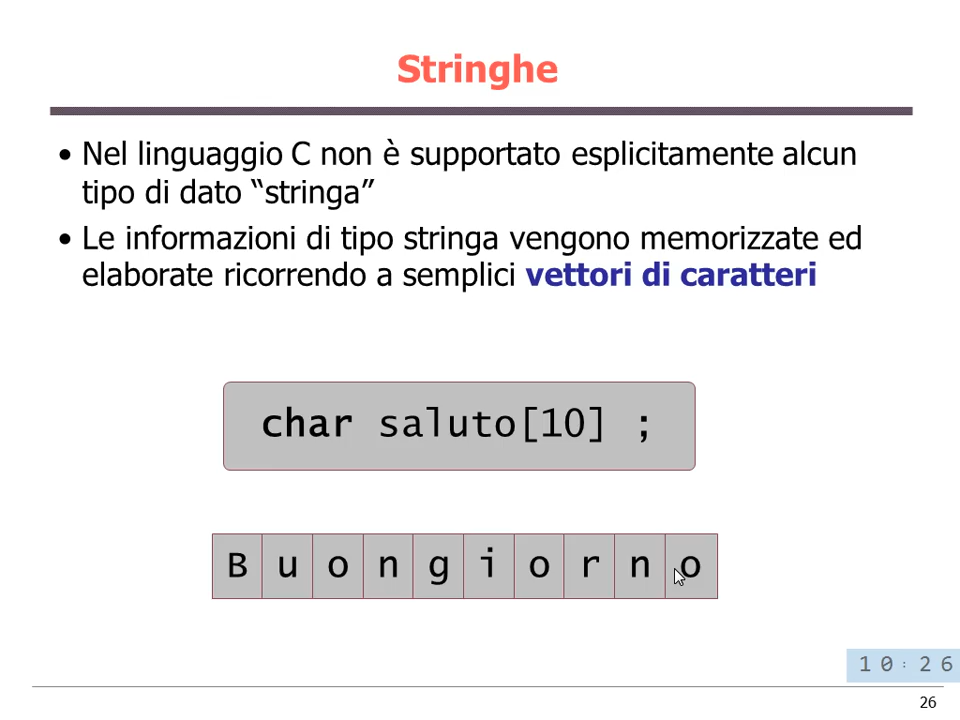 Stringhe
• Nel linguaggio C non è supportato esplicitamente alcun
tipo di dato “stringa”
• Le informazioni di tipo stringa vengono memorizzate ed
elaborate ricorrendo a semplici vettori di caratteri
char saluto[10] ;
B u o n g i o r n o
10:26
26